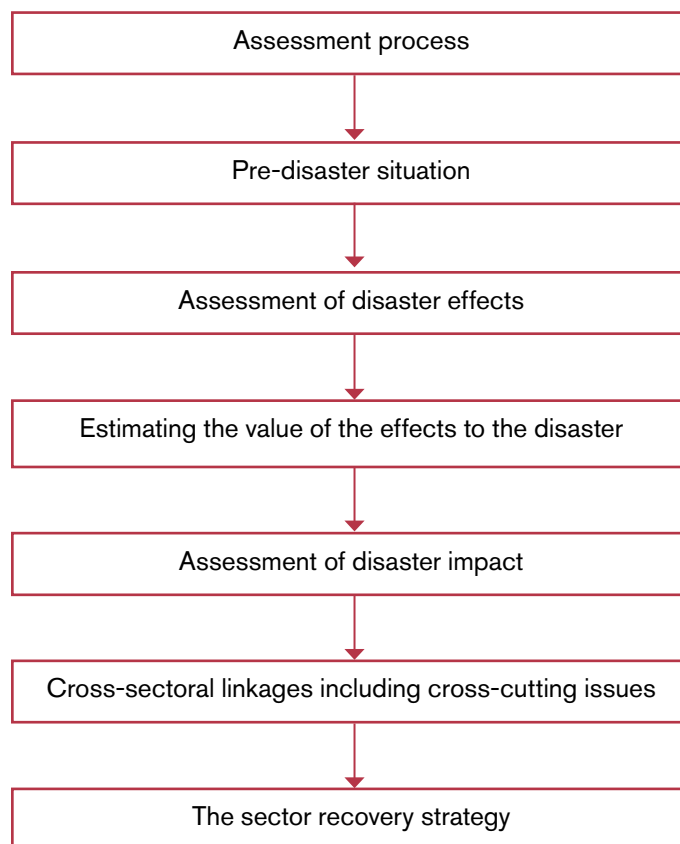 Assessment process
Pre-disaster situation
Assessment of disaster effects
Estimating the value of the effects to the disaster
Assessment of disaster impact
Cross-sectoral linkages including cross-cutting issues
The sector recovery strategy